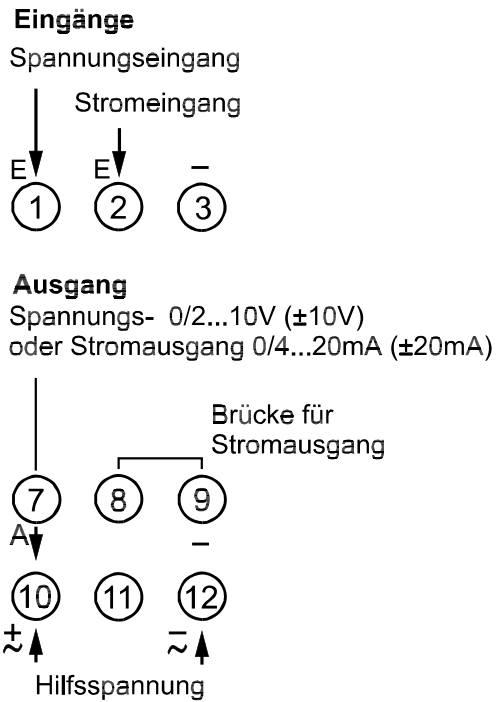 Eingänge
Spannungseingang
Stromeingang
E E –
1 2 3
Ausgang
Spannungs- 0/2...10V (±10V)
oder Stromausgang 0/4...20mA (±20mA)
Brücke für
Stromausgang
7 8 9
A –
10 11 12
+ –
~ ~
Hilfsspannung